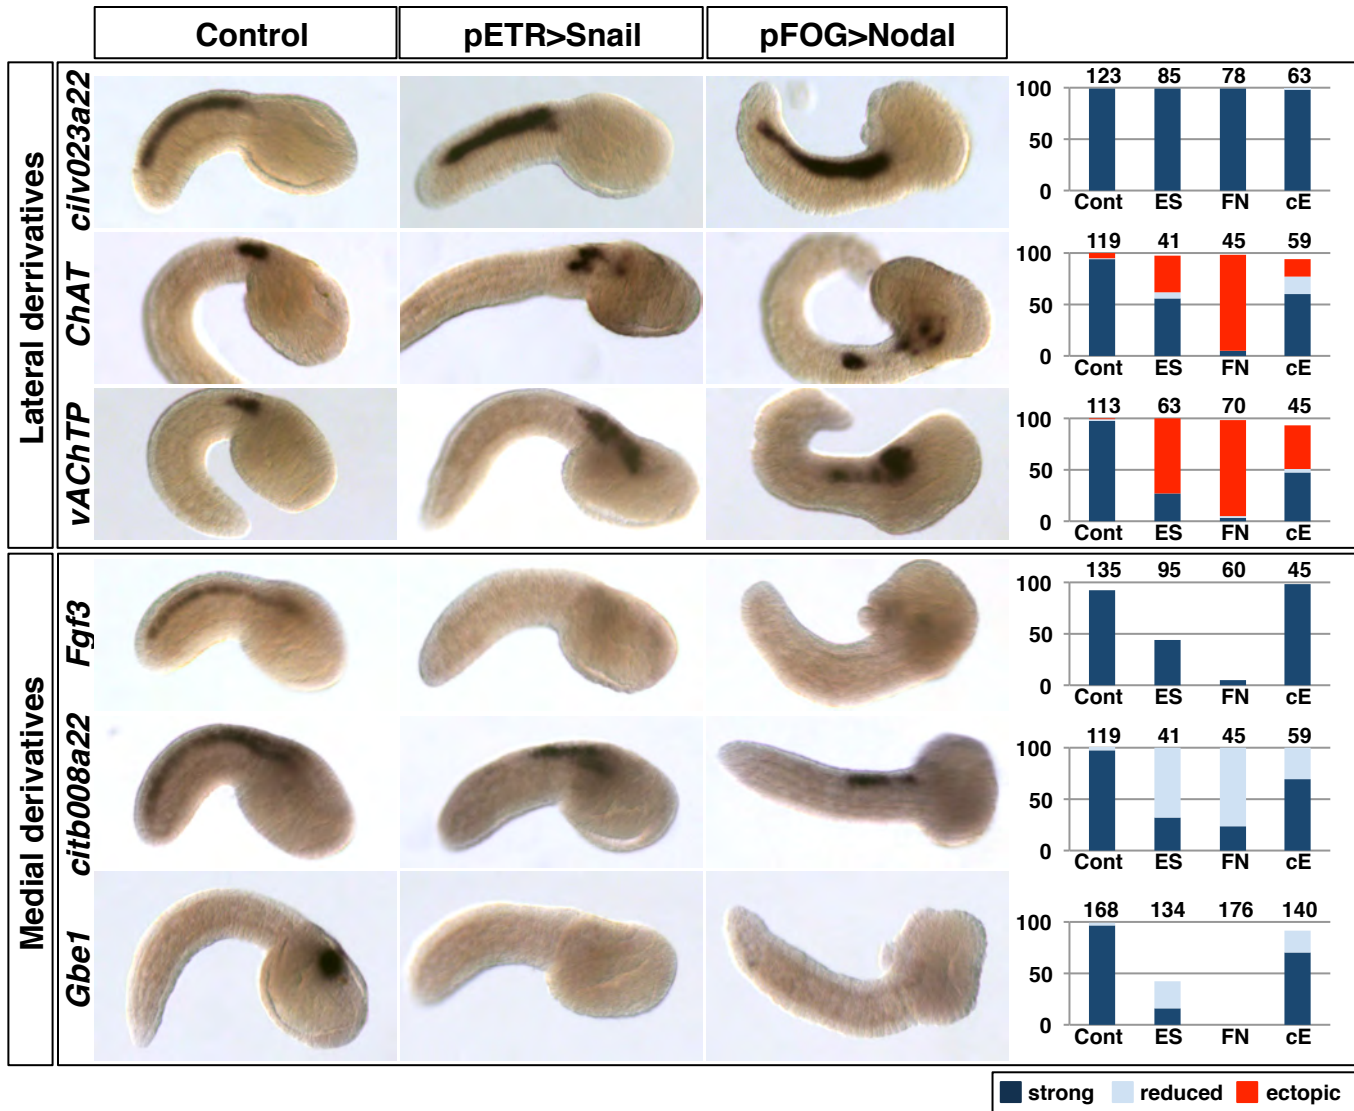 Control pETR>Snail pFOG>Nodal
Lateral derrivatives
cilv023a22
123 85 78 63
100
50
0
Cont ES FN cE
ChAT
119 41 45 59
100
50
0
Cont ES FN cE
vAChTP
113 63 70 45
100
50
0
Cont ES FN cE
Medial derivatives
Fgf3
135 95 60 45
100
50
0
Cont ES FN cE
citb008a22
119 41 45 59
100
50
0
Cont ES FN cE
Gbe1
168 134 176 140
100
50
0
Cont ES FN cE
strong reduced ectopic